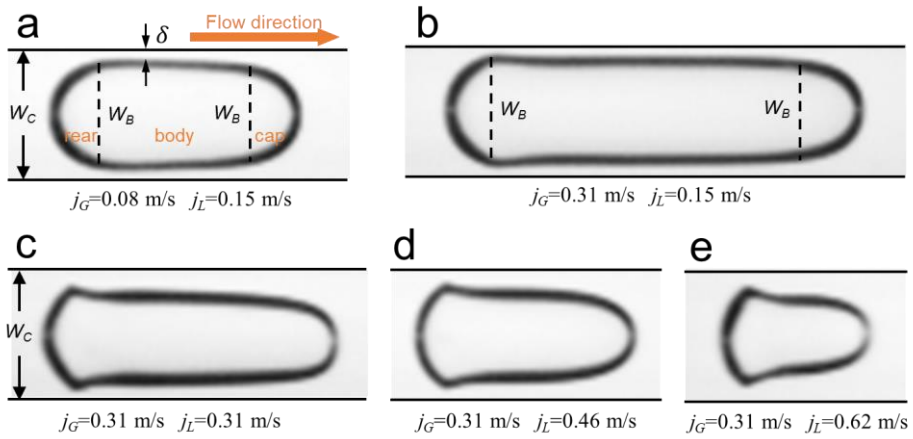 a
δ
Flow direction
W_C
W_B
W_B
rear
body
cap
j_G=0.08 m/s j_L=0.15 m/s
b
W_B
W_B
j_G=0.31 m/s j_L=0.15 m/s
c
W_C
j_G=0.31 m/s j_L=0.31 m/s
d
j_G=0.31 m/s j_L=0.46 m/s
e
j_G=0.31 m/s j_L=0.62 m/s